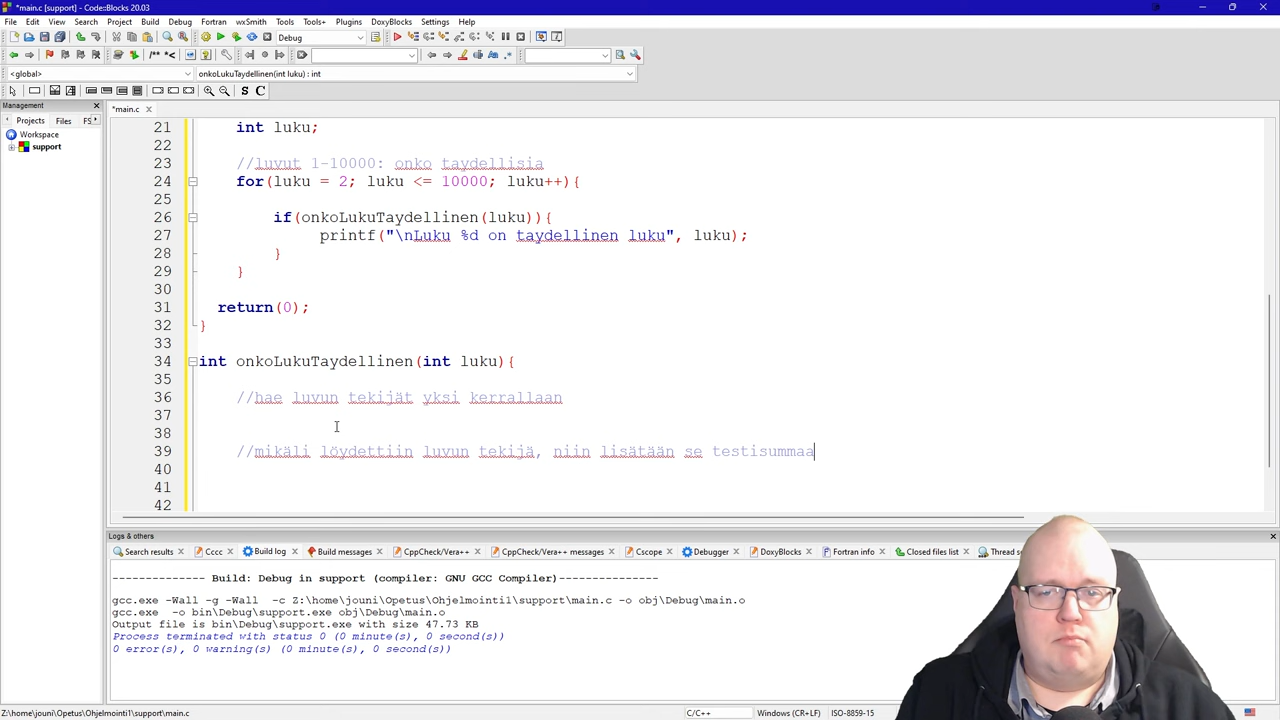 *main.c [support] - Code::Blocks 20.03
File Edit View Search Project Build Debug Fortran wxSmith Tools Tools+ Plugins DoxyBlocks Settings Help
Debug
<global> onkoLukuTaydellinen(int luku) : int
Management
Projects Files FS
Workspace
support
*main.c
21 int luku;
22
23 //luvut 1-10000: onko taydellisia
24 for(luku = 2; luku <= 10000; luku++){
25
26 if(onkoLukuTaydellinen(luku)){
27 printf("\nLuku %d on taydellinen luku", luku);
28 }
29 }
30
31 return(0);
32 }
33
34 int onkoLukuTaydellinen(int luku){
35
36 //hae luvun tekijät yksi kerrallaan
37
38
39 //mikäli löydettiin luvun tekijä, niin lisätään se testisummaa
40
41
42
Logs & others
Search results Cccc Build log Build messages CppCheck/Vera++ CppCheck/Vera++ messages Cscope Debugger DoxyBlocks Fortran info Closed files list Thread s
-------------- Build: Debug in support (compiler: GNU GCC Compiler)---------------
gcc.exe -Wall -g -Wall -c Z:\home\jouni\Opetus\Ohjelmointi1\support\main.c -o obj\Debug\main.o
gcc.exe -o bin\Debug\support.exe obj\Debug\main.o
Output file is bin\Debug\support.exe with size 47.73 KB
Process terminated with status 0 (0 minute(s), 0 second(s))
0 error(s), 0 warning(s) (0 minute(s), 0 second(s))
Z:\home\jouni\Opetus\Ohjelmointi1\support\main.c C/C++ Windows (CR+LF) ISO-8859-15